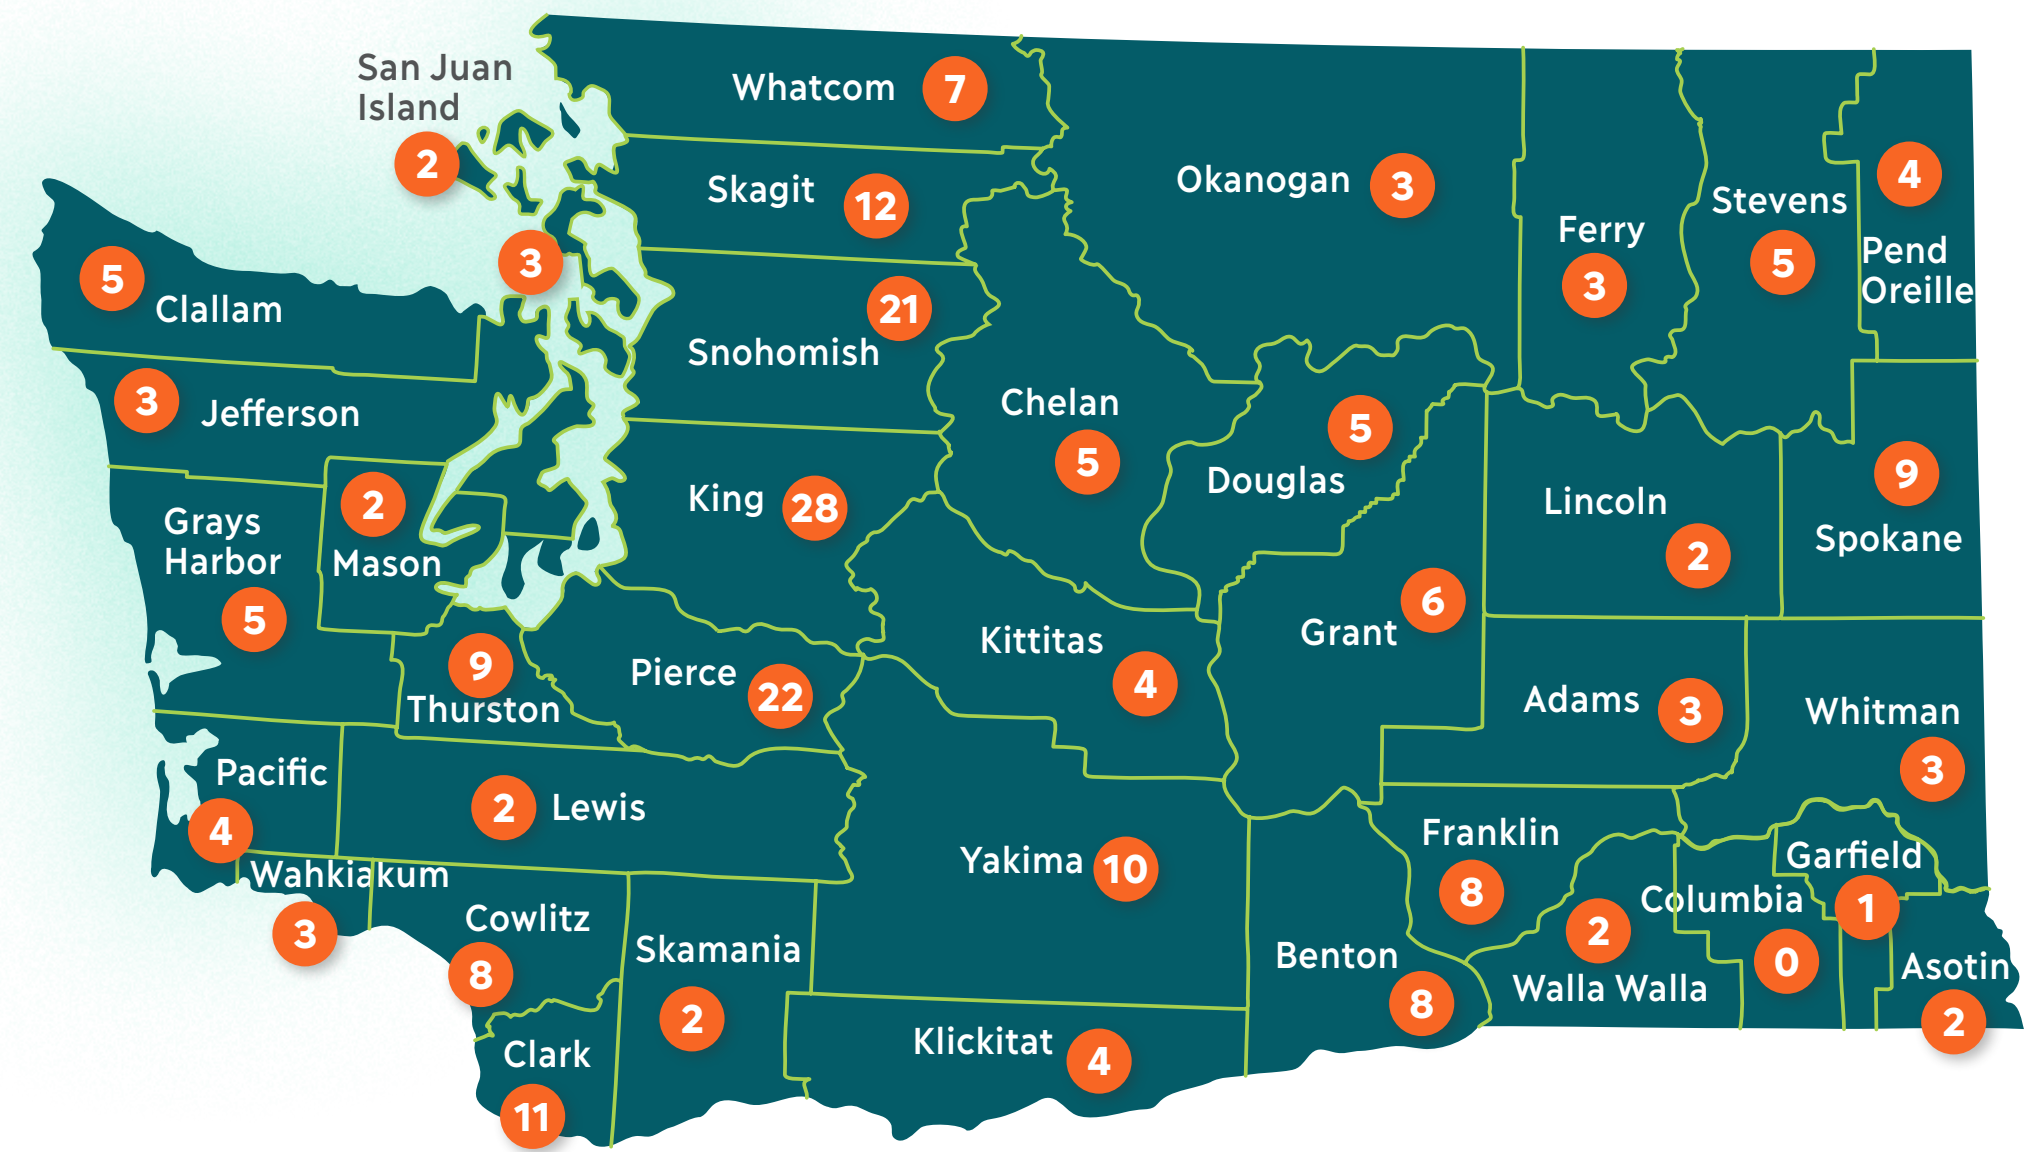 San Juan
Island
2
Whatcom 7
Skagit 12
3
Okanogan 3
Ferry
3
Stevens
5
4
Pend
Oreille
5
Clallam
21
Snohomish
3
Jefferson
Chelan
5
5
Douglas
9
Spokane
2
Mason
King 28
Lincoln
2
Grays
Harbor
5
6
Grant
Kittitas
4
9
Thurston
Pierce 22
Adams 3
Whitman
3
Pacific
4
2 Lewis
Yakima 10
Franklin
8
Garfield
1
Wahkiakum
3
Cowlitz
8
Skamania
2
Benton
8
2
Walla Walla
Columbia
0
Asotin
2
Clark
11
Klickitat 4